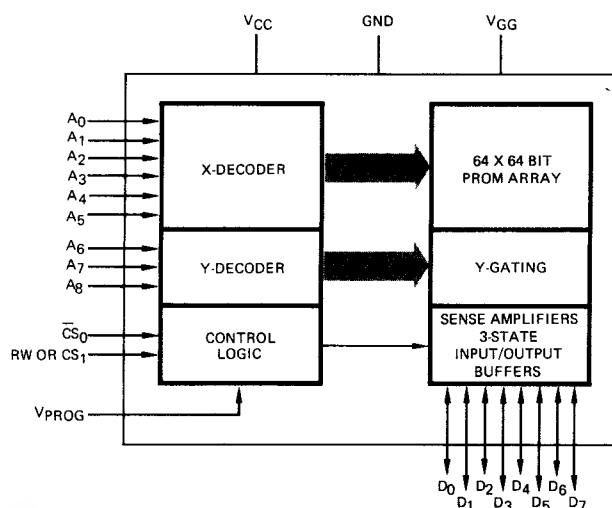 VCC GND VGG
A0
A1
A2
A3
A4
A5
X-DECODER
64 X 64 BIT
PROM ARRAY
A6
A7
A8
Y-DECODER
Y-GATING
CS0
RW OR CS1
CONTROL
LOGIC
SENSE AMPLIFIERS
3-STATE
INPUT/OUTPUT
BUFFERS
VPROG
D0 D1 D2 D3 D4 D5 D6 D7